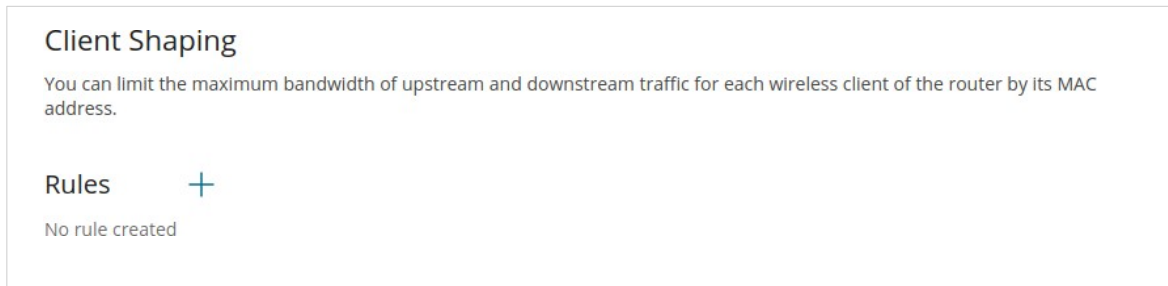 Client Shaping
You can limit the maximum bandwidth of upstream and downstream traffic for each wireless client of the router by its MAC
address.
Rules
No rule created